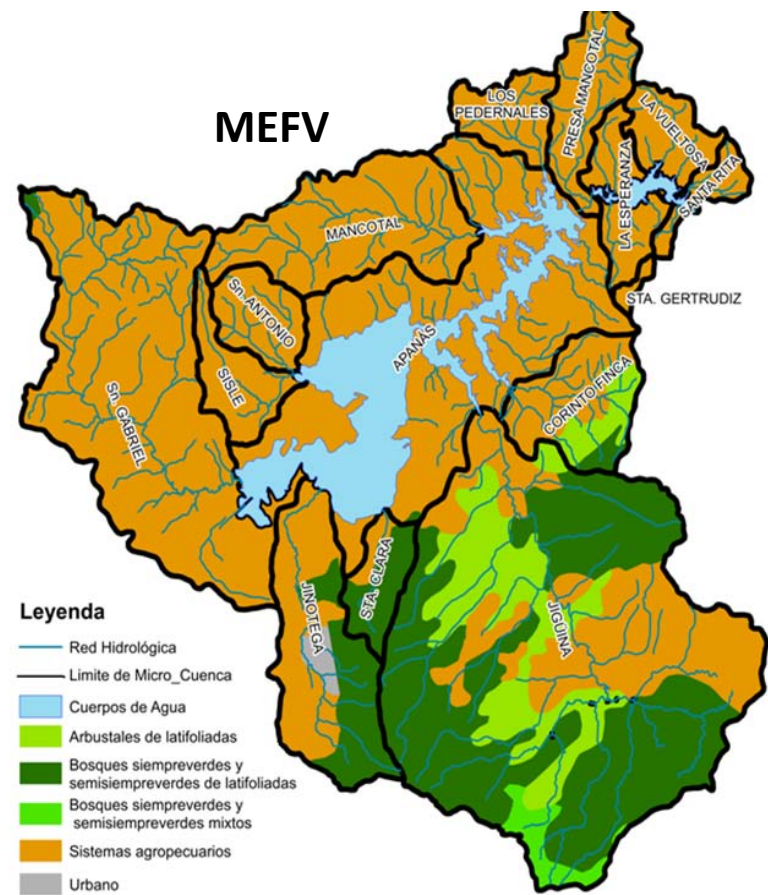 MEFV
LOS
PEDERNALES
PRESA MANCOTAL
LA VUELTOSA
LA ESPERANZA
SANTA RITA
MANCOTAL
Sn. ANTONIO
STA. GERTRUDIZ
APANÁS
SISLE
CORINTO FINCA
Sn. GABRIEL
STA. CLARA
JINOTEGA
JIGÜINA
Leyenda
Red Hidrológica
Limite de Micro_Cuenca
Cuerpos de Agua
Arbustales de latifoliadas
Bosques siempreverdes y
semisiempreverdes de latifoliadas
Bosques siempreverdes y
semisiempreverdes mixtos
Sistemas agropecuarios
Urbano